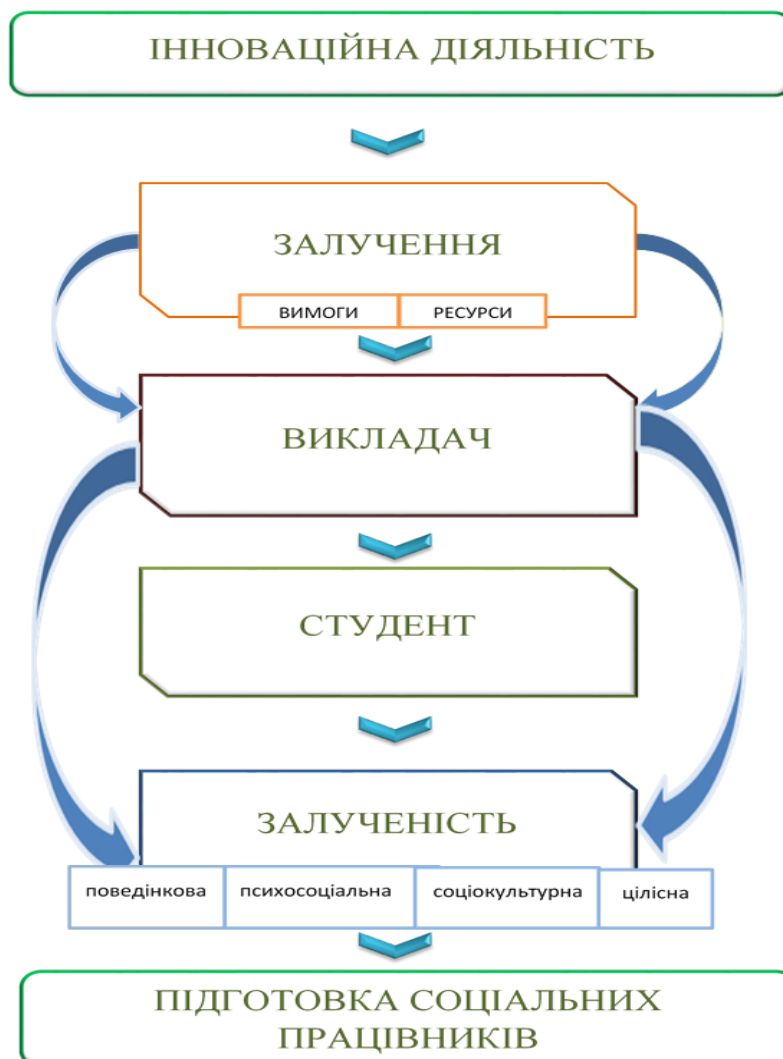 ІННОВАЦІЙНА ДІЯЛЬНІСТЬ
ЗАЛУЧЕННЯ
ВИМОГИ РЕСУРСИ
ВИКЛАДАЧ
СТУДЕНТ
ЗАЛУЧЕНІСТЬ
поведінкова психосоціальна соціокультурна цілісна
ПІДГОТОВКА СОЦІАЛЬНИХ
ПРАЦІВНИКІВ